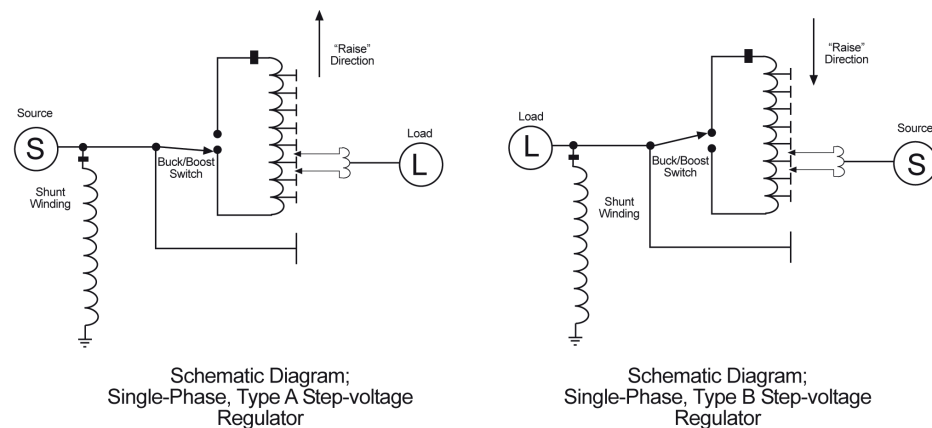 “Raise”
Direction
Source
S
Buck/Boost
Switch
Load
L
Shunt
Winding
Schematic Diagram;
Single-Phase, Type A Step-voltage
Regulator
“Raise”
Direction
Load
L
Buck/Boost
Switch
Source
S
Shunt
Winding
Schematic Diagram;
Single-Phase, Type B Step-voltage
Regulator